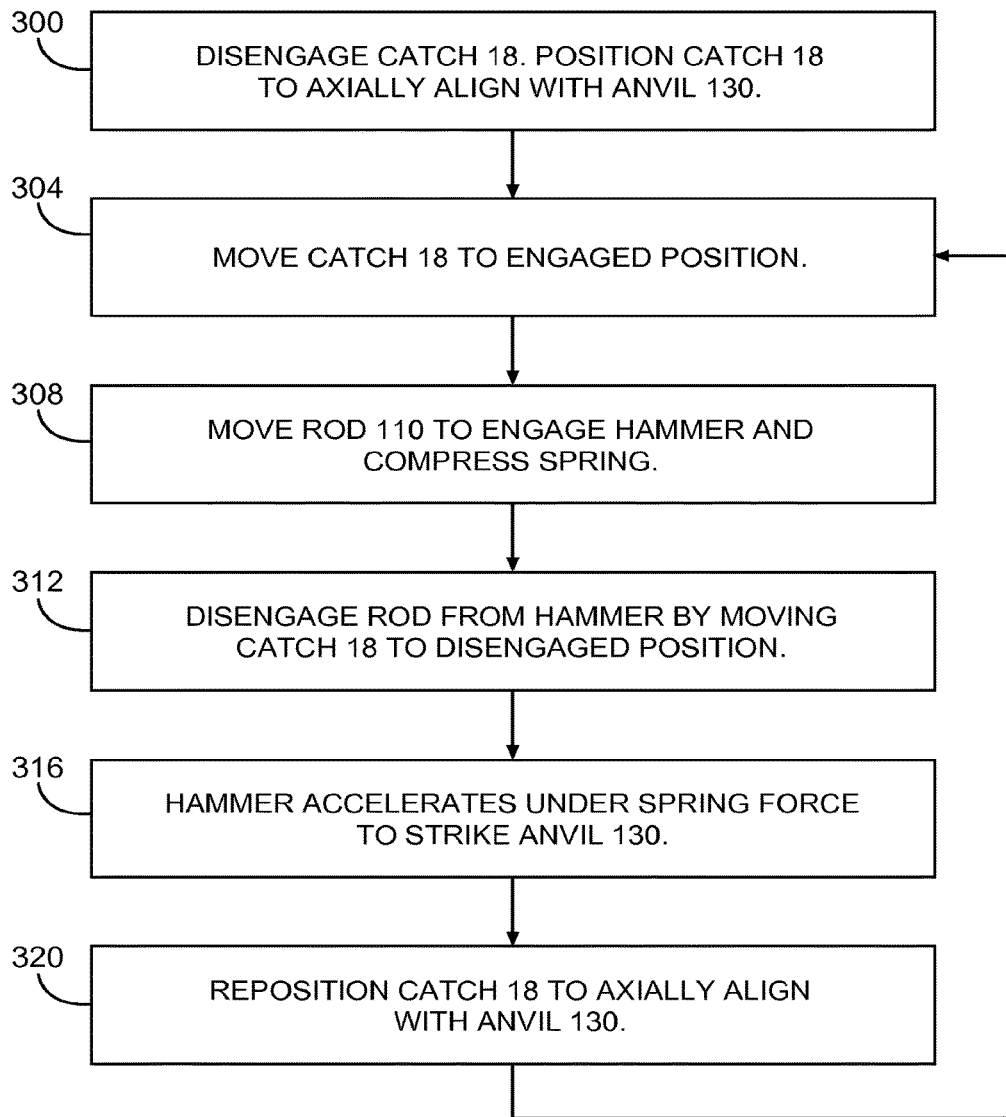 300
DISENGAGE CATCH 18. POSITION CATCH 18
TO AXIALLY ALIGN WITH ANVIL 130.
304
MOVE CATCH 18 TO ENGAGED POSITION.
308
MOVE ROD 110 TO ENGAGE HAMMER AND
COMPRESS SPRING.
312
DISENGAGE ROD FROM HAMMER BY MOVING
CATCH 18 TO DISENGAGED POSITION.
316
HAMMER ACCELERATES UNDER SPRING FORCE
TO STRIKE ANVIL 130.
320
REPOSITION CATCH 18 TO AXIALLY ALIGN
WITH ANVIL 130.